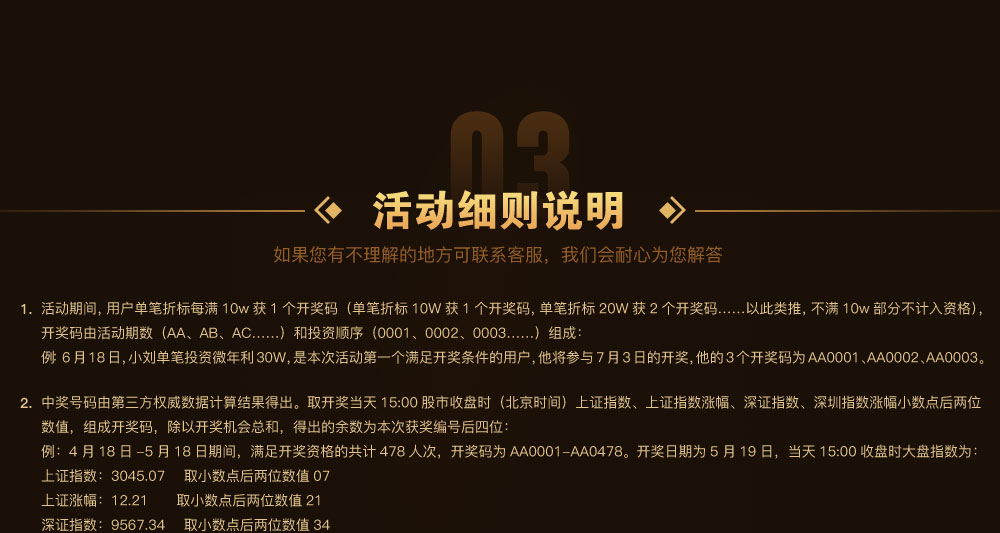 03
活动细则说明
如果您有不理解的地方可联系客服，我们会耐心为您解答
1. 活动期间，用户单笔折标每满 10w 获 1 个开奖码（单笔折标 10W 获 1 个开奖码，单笔折标 20W 获 2 个开奖码……以此类推，不满 10w 部分不计入资格），
开奖码由活动期数（AA、AB、AC……）和投资顺序（0001、0002、0003……）组成：
例: 6 月 18 日，小刘单笔投资微年利 30W，是本次活动第一个满足开奖条件的用户，他将参与 7 月 3 日的开奖，他的 3 个开奖码为 AA0001、AA0002、AA0003。
2. 中奖号码由第三方权威数据计算结果得出。取开奖当天 15:00 股市收盘时（北京时间）上证指数、上证指数涨幅、深证指数、深圳指数涨幅小数点后两位
数值，组成开奖码，除以开奖机会总和，得出的余数为本次获奖编号后四位：
例：4 月 18 日 –5 月 18 日期间，满足开奖资格的共计 478 人次，开奖码为 AA0001–AA0478。开奖日期为 5 月 19 日，当天 15:00 收盘时大盘指数为：
上证指数：3045.07 取小数点后两位数值 07
上证涨幅：12.21 取小数点后两位数值 21
深证指数：9567.34 取小数点后两位数值 34